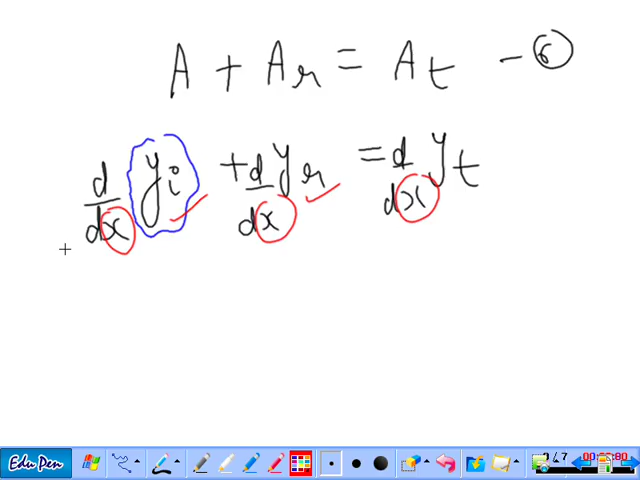 A + Aᵣ = Aₜ — ⑥
d/dx yᵢ + d/dx yᵣ = d/dx yₜ
Edu Pen